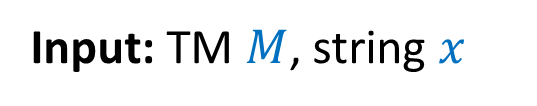 Input: TM M, string x